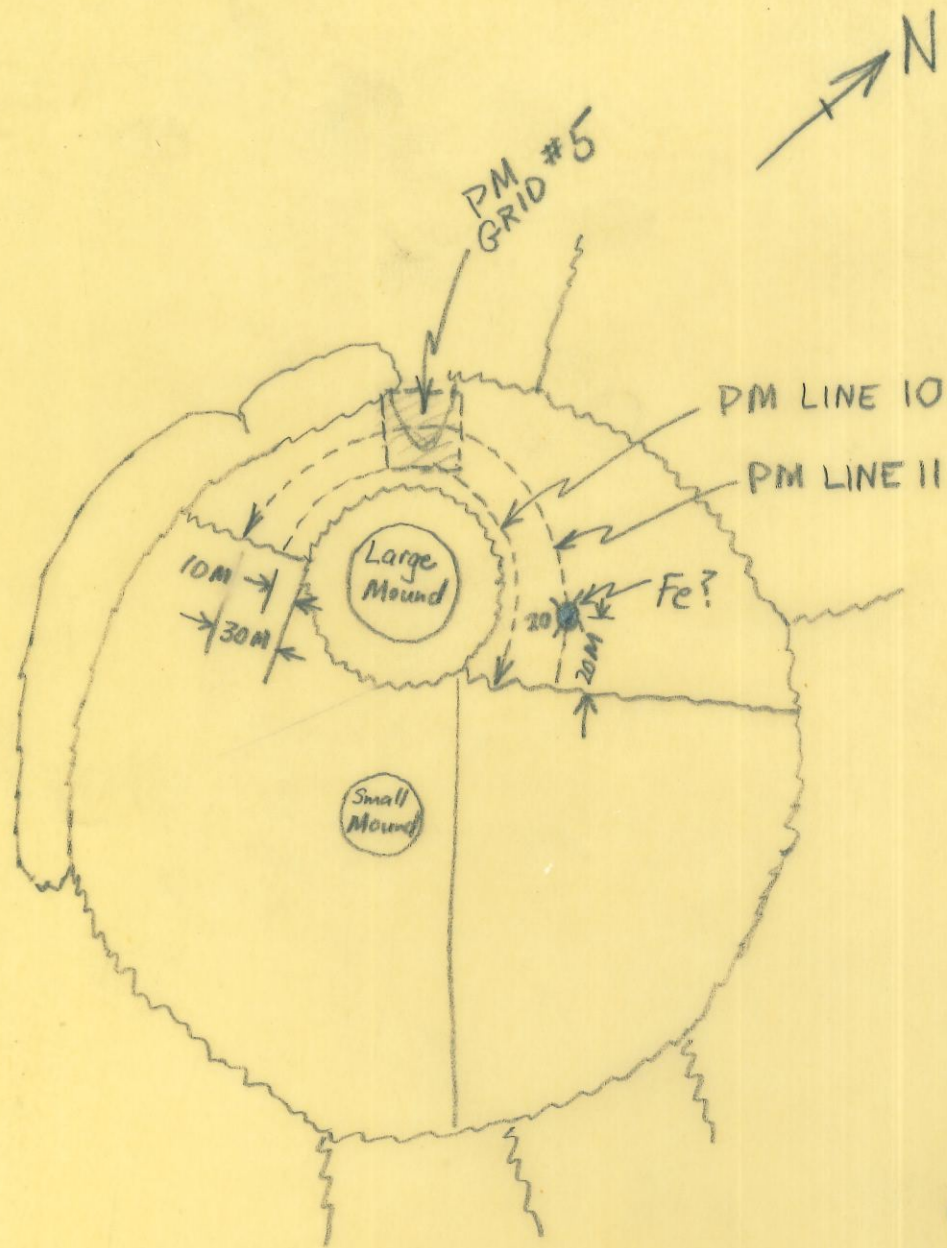 N
PM
GRID #5
PM LINE 10
PM LINE 11
Large
Mound
10M
30M
Fe?
20
20M
Small
Mound